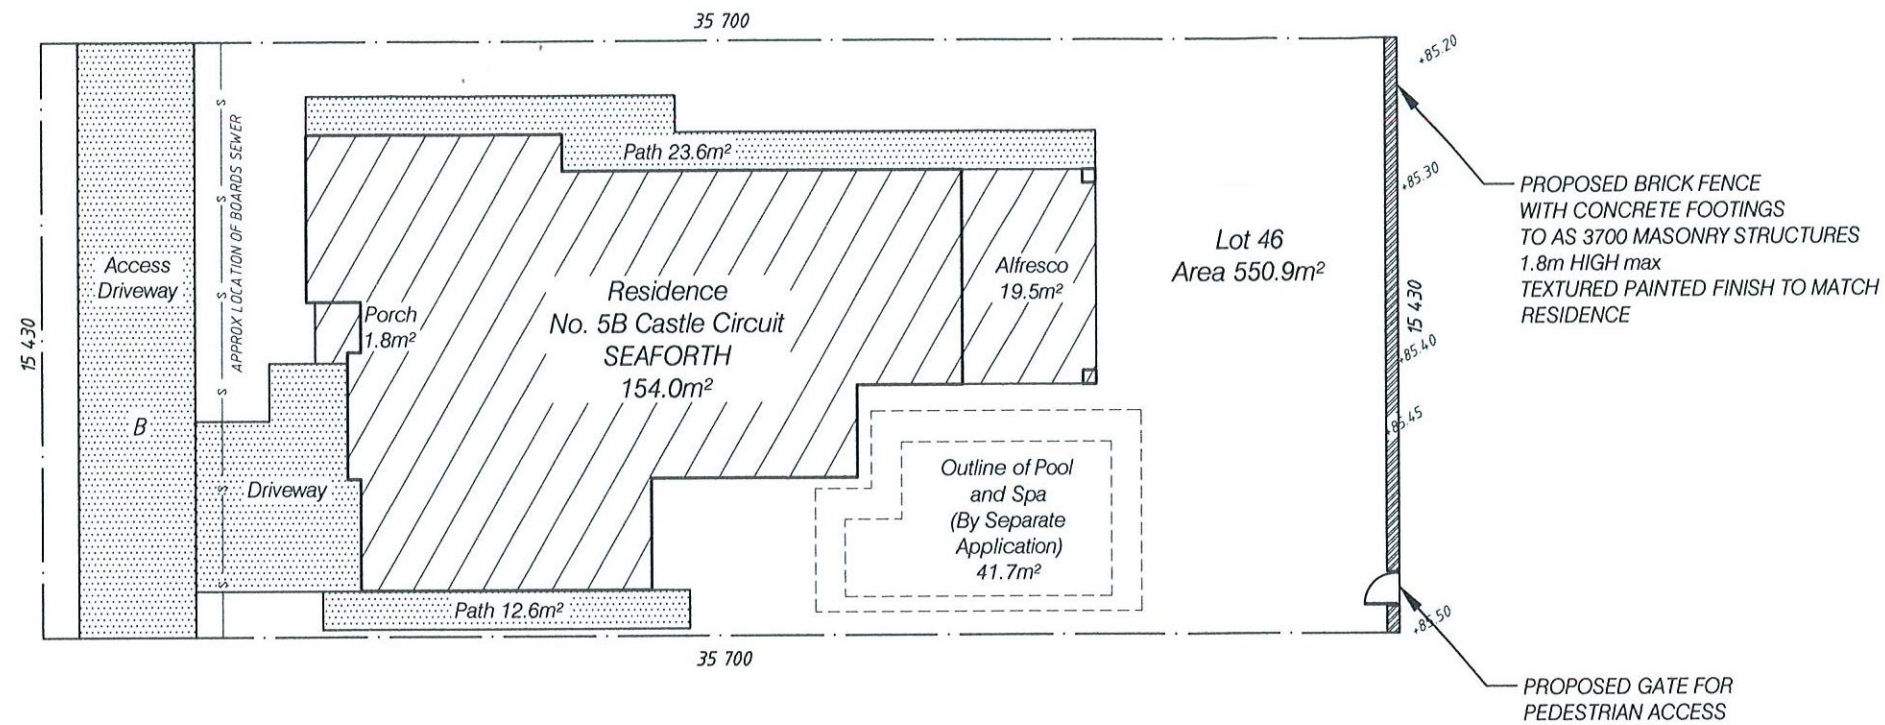 35 700
+85.20
APPROX LOCATION OF BOARDS SEWER
S
S
S
S
S
S
Path 23.6m²
+85.30
PROPOSED BRICK FENCE
WITH CONCRETE FOOTINGS
TO AS 3700 MASONRY STRUCTURES
1.8m HIGH max
TEXTURED PAINTED FINISH TO MATCH
RESIDENCE
Access
Driveway
Lot 46
Area 550.9m²
Alfresco
19.5m²
Residence
No. 5B Castle Circuit
SEAFORTH
154.0m²
Porch
1.8m²
15 430
15 430
+85.40
+85.45
B
Driveway
Outline of Pool
and Spa
(By Separate
Application)
41.7m²
Path 12.6m²
+85.50
35 700
PROPOSED GATE FOR
PEDESTRIAN ACCESS